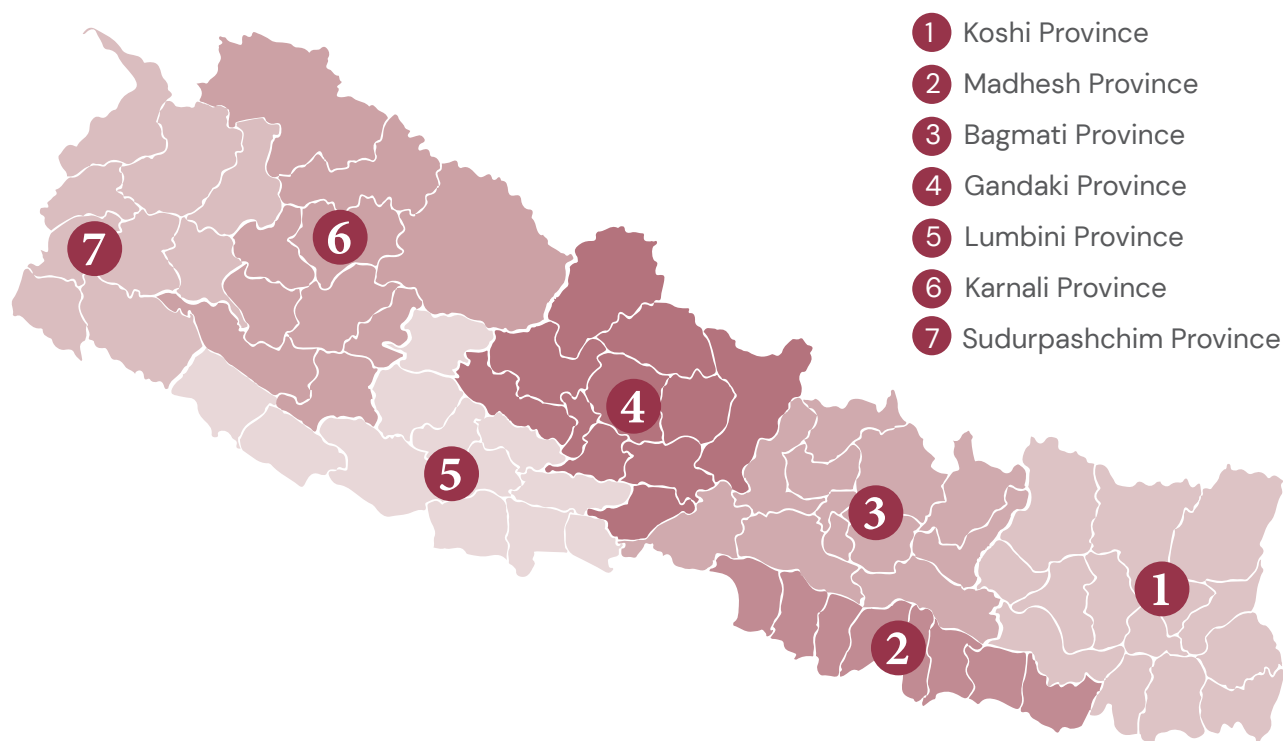 1 Koshi Province
2 Madhesh Province
3 Bagmati Province
4 Gandaki Province
5 Lumbini Province
6 Karnali Province
7 Sudurpashchim Province
7
6
4
5
3
1
2